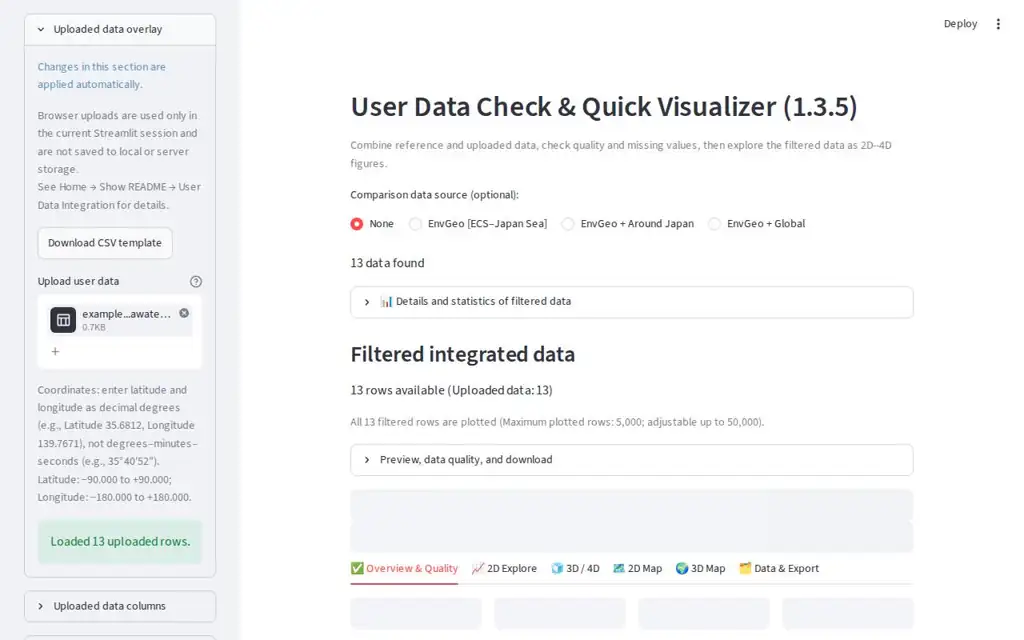 Uploaded data overlay
Changes in this section are
applied automatically.
Browser uploads are used only in
the current Streamlit session and
are not saved to local or server
storage.
See Home → Show README → User
Data Integration for details.
Download CSV template
Upload user data
example...awate...
0.7KB
Coordinates: enter latitude and
longitude as decimal degrees
(e.g., Latitude 35.6812, Longitude
139.7671), not degrees–minutes–
seconds (e.g., 35°40′52″).
Latitude: −90.000 to +90.000;
Longitude: −180.000 to +180.000.
Loaded 13 uploaded rows.
Uploaded data columns
Deploy
User Data Check & Quick Visualizer (1.3.5)
Combine reference and uploaded data, check quality and missing values, then explore the filtered data as 2D–4D
figures.
Comparison data source (optional):
None EnvGeo [ECS–Japan Sea] EnvGeo + Around Japan EnvGeo + Global
13 data found
📊 Details and statistics of filtered data
Filtered integrated data
13 rows available (Uploaded data: 13)
All 13 filtered rows are plotted (Maximum plotted rows: 5,000; adjustable up to 50,000).
Preview, data quality, and download
✅ Overview & Quality 📈 2D Explore 🧊 3D / 4D 🗺️ 2D Map 🌍 3D Map 🗂️ Data & Export